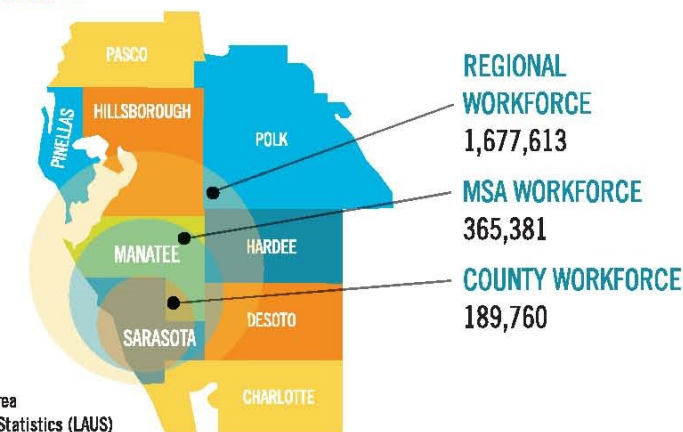 PASCO
HILLSBOROUGH
PINELLAS
POLK
MANATEE
HARDEE
SARASOTA
DESOTO
CHARLOTTE
REGIONAL
WORKFORCE
1,677,613
MSA WORKFORCE
365,381
COUNTY WORKFORCE
189,760
Statistics (LAUS)